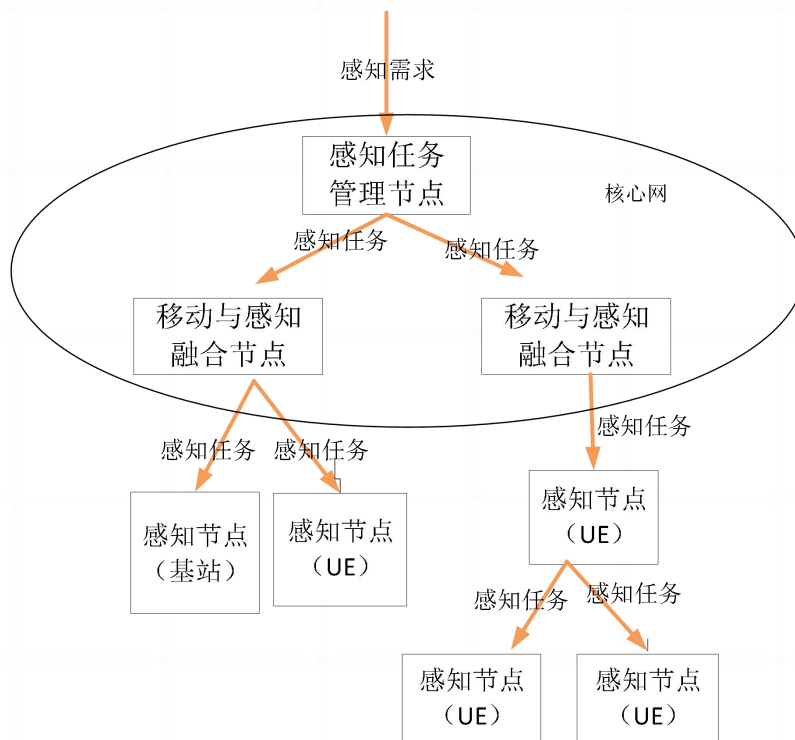 感知需求
感知任务
管理节点
核心网
感知任务
感知任务
移动与感知
融合节点
移动与感知
融合节点
感知任务
感知任务
感知任务
感知节点
（基站）
感知节点
（UE）
感知节点
（UE）
感知任务
感知任务
感知节点
（UE）
感知节点
（UE）